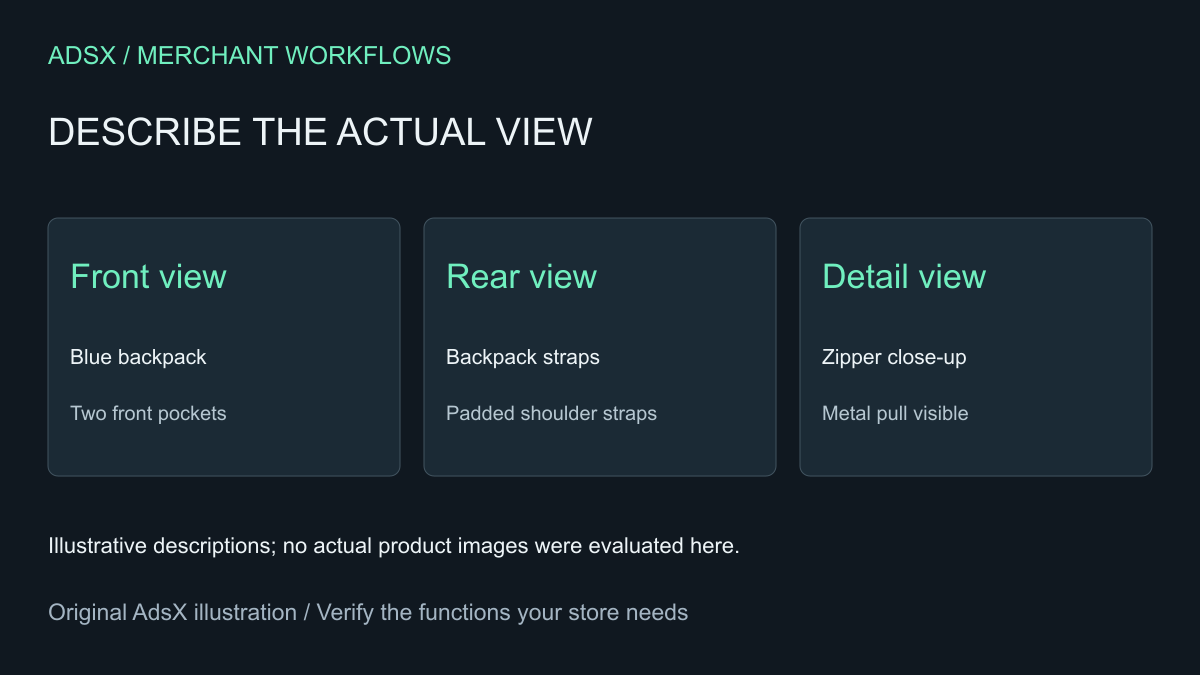 ADSX / MERCHANT WORKFLOWS
DESCRIBE THE ACTUAL VIEW
Front view
Blue backpack
Two front pockets
Rear view
Backpack straps
Padded shoulder straps
Detail view
Zipper close-up
Metal pull visible
Illustrative descriptions; no actual product images were evaluated here.
Original AdsX illustration / Verify the functions your store needs